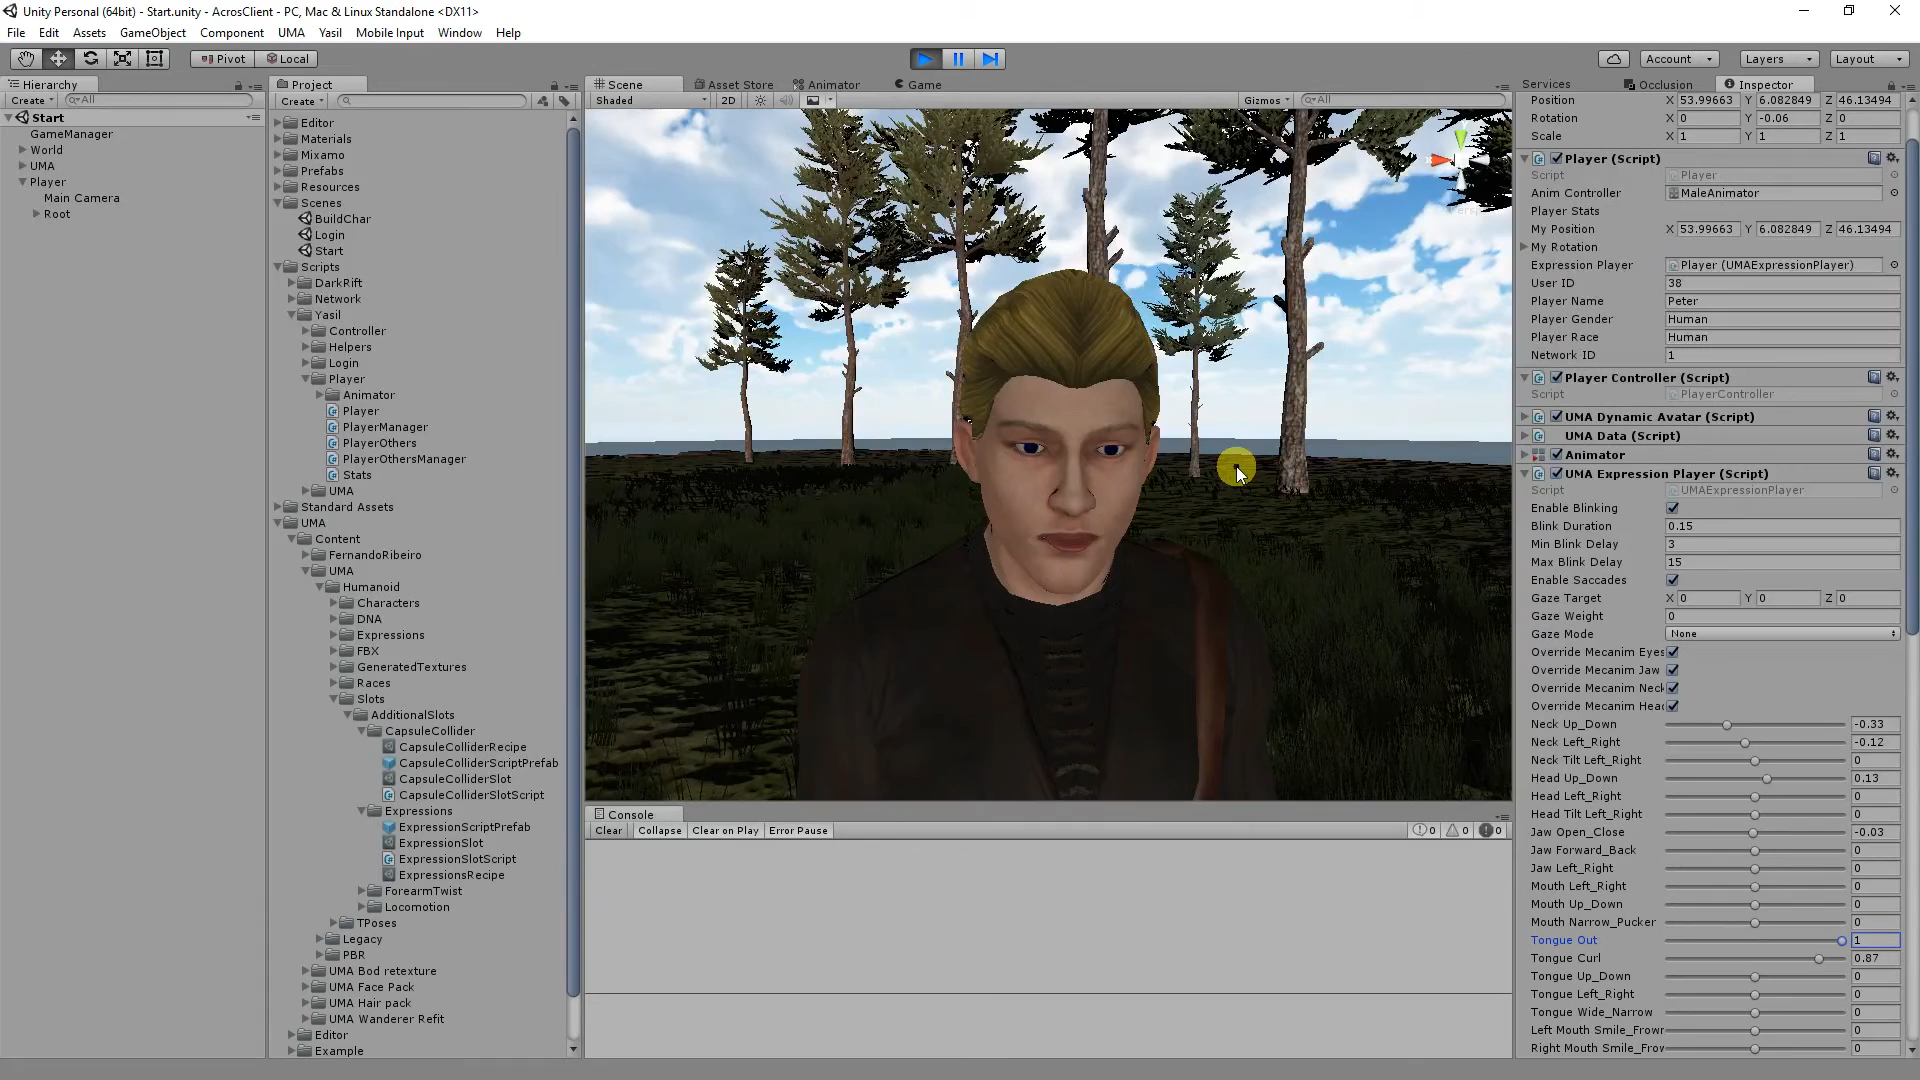 Unity Personal (64bit) - Start.unity - AcrosClient - PC, Mac & Linux Standalone <DX11>
File Edit Assets GameObject Component UMA Yasil Mobile Input Window Help
Pivot Local Account Layers Layout
Hierarchy
Create All
Start
GameManager
World
UMA
Player
Main Camera
Root
Project
Create
Editor
Materials
Mixamo
Prefabs
Resources
Scenes
BuildChar
Login
Start
Scripts
DarkRift
Network
Yasil
Controller
Helpers
Login
Player
Animator
Player
PlayerManager
PlayerOthers
PlayerOthersManager
Stats
UMA
Standard Assets
UMA
Content
FernandoRibeiro
UMA
Humanoid
Characters
DNA
Expressions
FBX
GeneratedTextures
Races
Slots
AdditionalSlots
CapsuleCollider
CapsuleColliderRecipe
CapsuleColliderScriptPrefab
CapsuleColliderSlot
CapsuleColliderSlotScript
Expressions
ExpressionScriptPrefab
ExpressionSlot
ExpressionSlotScript
ExpressionsRecipe
ForearmTwist
Locomotion
TPoses
Legacy
PBR
UMA Bod retexture
UMA Face Pack
UMA Hair pack
UMA Wanderer Refit
Editor
Example
Scene Asset Store Animator Game
Shaded 2D Gizmos All
Console
Clear Collapse Clear on Play Error Pause 0 0 0
Services Occlusion Inspector
Position X 53.99663 Y 6.082849 Z 46.13494
Rotation X 0 Y -0.06 Z 0
Scale X 1 Y 1 Z 1
Player (Script)
Script Player
Anim Controller MaleAnimator
Player Stats
My Position X 53.99663 Y 6.082849 Z 46.13494
My Rotation
Expression Player Player (UMAExpressionPlayer)
User ID 38
Player Name Peter
Player Gender Human
Player Race Human
Network ID 1
Player Controller (Script)
Script PlayerController
UMA Dynamic Avatar (Script)
UMA Data (Script)
Animator
UMA Expression Player (Script)
Script UMAExpressionPlayer
Enable Blinking
Blink Duration 0.15
Min Blink Delay 3
Max Blink Delay 15
Enable Saccades
Gaze Target X 0 Y 0 Z 0
Gaze Weight 0
Gaze Mode None
Override Mecanim Eyes
Override Mecanim Jaw
Override Mecanim Neck
Override Mecanim Head
Neck Up_Down -0.33
Neck Left_Right -0.12
Neck Tilt Left_Right 0
Head Up_Down 0.13
Head Left_Right 0
Head Tilt Left_Right 0
Jaw Open_Close -0.03
Jaw Forward_Back 0
Jaw Left_Right 0
Mouth Left_Right 0
Mouth Up_Down 0
Mouth Narrow_Pucker 0
Tongue Out 1
Tongue Curl 0.87
Tongue Up_Down 0
Tongue Left_Right 0
Tongue Wide_Narrow 0
Left Mouth Smile_Frown 0
Right Mouth Smile_Frow 0